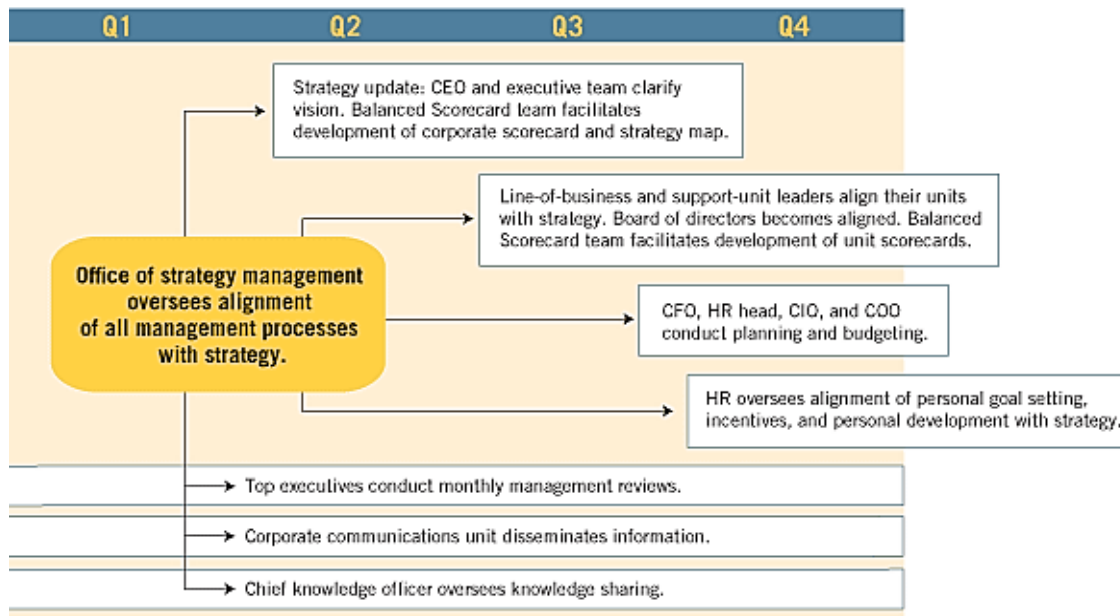 Q1 Q2 Q3 Q4
Strategy update: CEO and executive team clarify
vision. Balanced Scorecard team facilitates
development of corporate scorecard and strategy map.
Line-of-business and support-unit leaders align their units
with strategy. Board of directors becomes aligned. Balanced
Scorecard team facilitates development of unit scorecards.
Office of strategy management
oversees alignment
of all management processes
with strategy.
CFO, HR head, CIO, and COO
conduct planning and budgeting.
HR oversees alignment of personal goal setting,
incentives, and personal development with strategy.
Top executives conduct monthly management reviews.
Corporate communications unit disseminates information.
Chief knowledge officer oversees knowledge sharing.